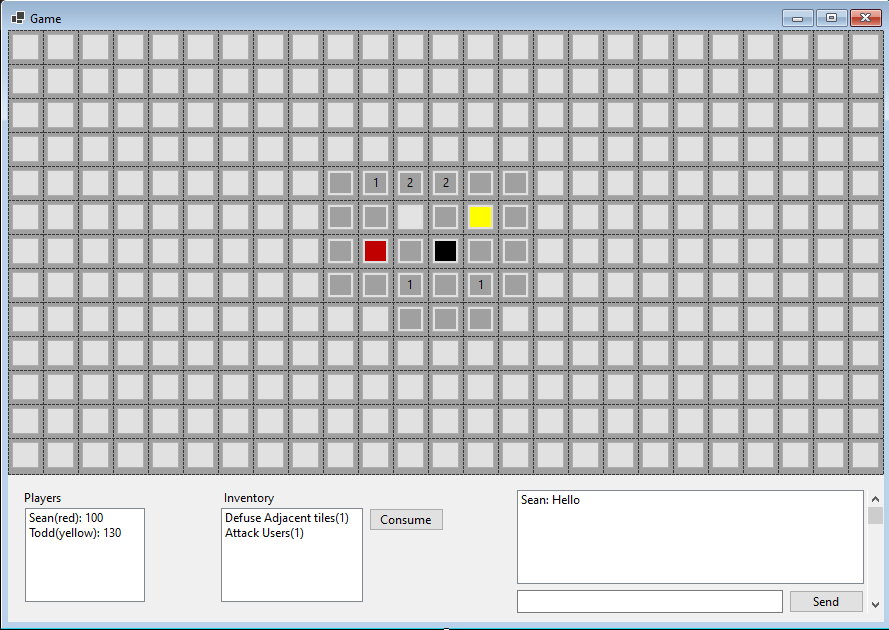 Game
1 2 2
1 1
Players
Inventory
Sean(red): 100
Todd(yellow): 130
Defuse Adjacent tiles(1)
Attack Users(1)
Consume
Sean: Hello
Send